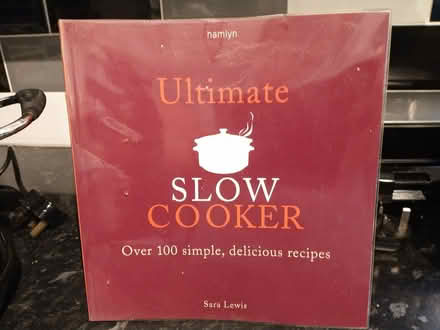 hamlyn
Ultimate
SLOW
COOKER
Over 100 simple, delicious recipes
Sara Lewis